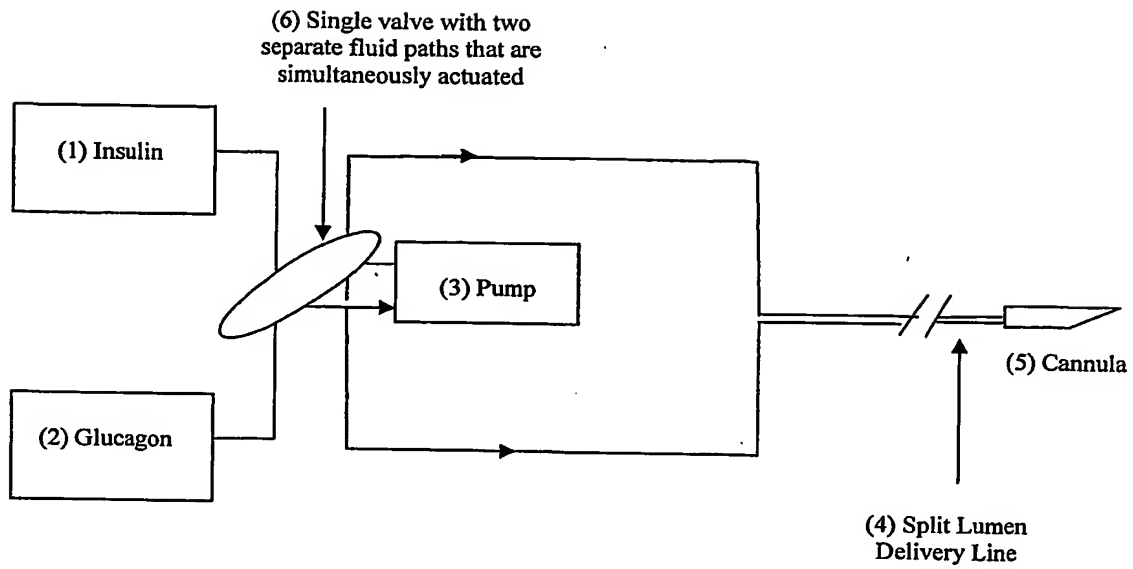 (6) Single valve with two
separate fluid paths that are
simultaneously actuated
(1) Insulin
(3) Pump
(5) Cannula
(2) Glucagon
(4) Split Lumen
Delivery Line